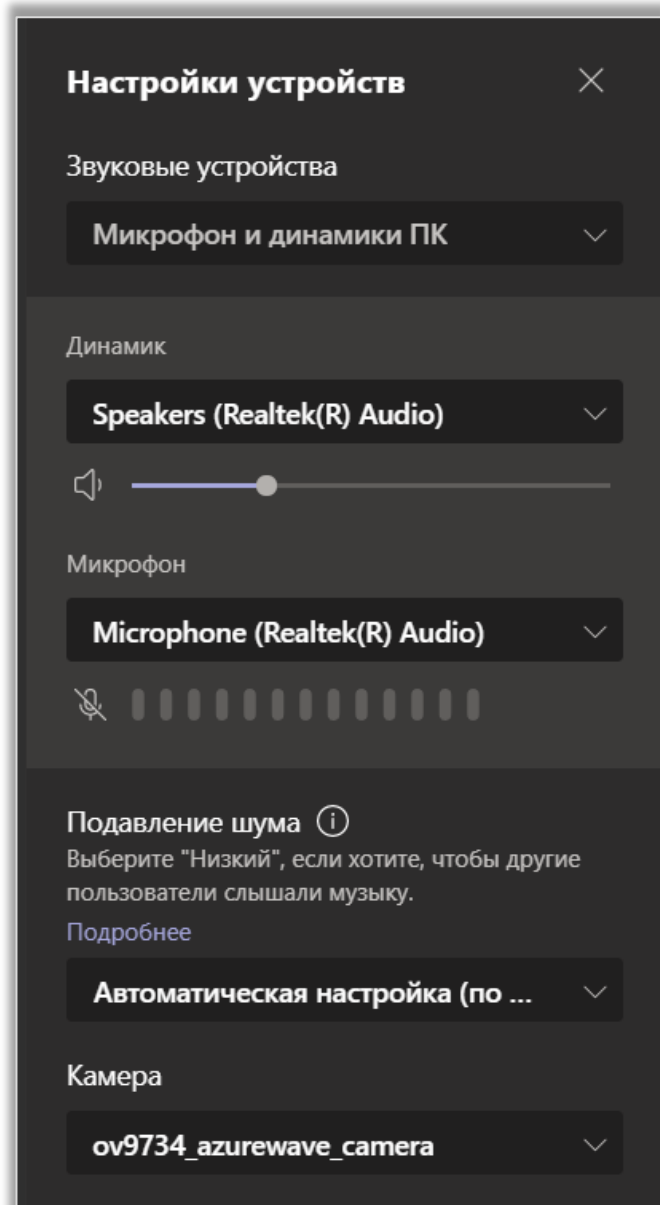 Настройки устройств
Звуковые устройства
Микрофон и динамики ПК
Динамик
Speakers (Realtek(R) Audio)
Микрофон
Microphone (Realtek(R) Audio)
Подавление шума
Выберите "Низкий", если хотите, чтобы другие
пользователи слышали музыку.
Подробнее
Автоматическая настройка (по ...
Камера
ov9734_azurewave_camera